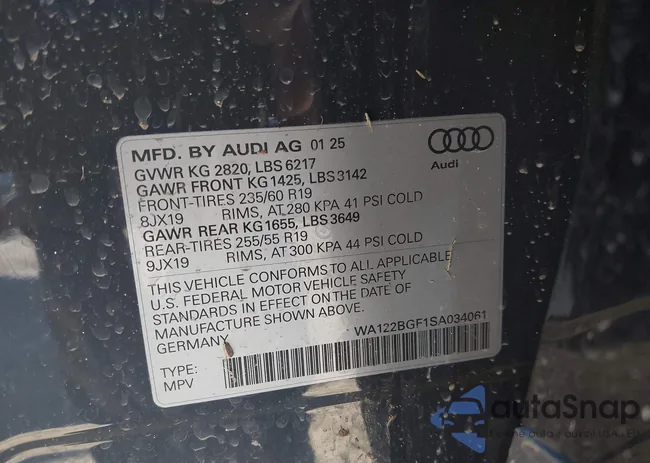 MFD. BY AUDI AG 01 25
Audi
GVWR KG 2820, LBS 6217
GAWR FRONT KG 1425, LBS 3142
FRONT-TIRES 235/60 R19
8JX19 RIMS, AT 280 KPA 41 PSI COLD
GAWR REAR KG 1655, LBS 3649
REAR-TIRES 255/55 R19
9JX19 RIMS, AT 300 KPA 44 PSI COLD
THIS VEHICLE CONFORMS TO ALL APPLICABLE
U.S. FEDERAL MOTOR VEHICLE SAFETY
STANDARDS IN EFFECT ON THE DATE OF
MANUFACTURE SHOWN ABOVE.
GERMANY
WA122BGF1SA034061
TYPE:
MPV
autoSnap